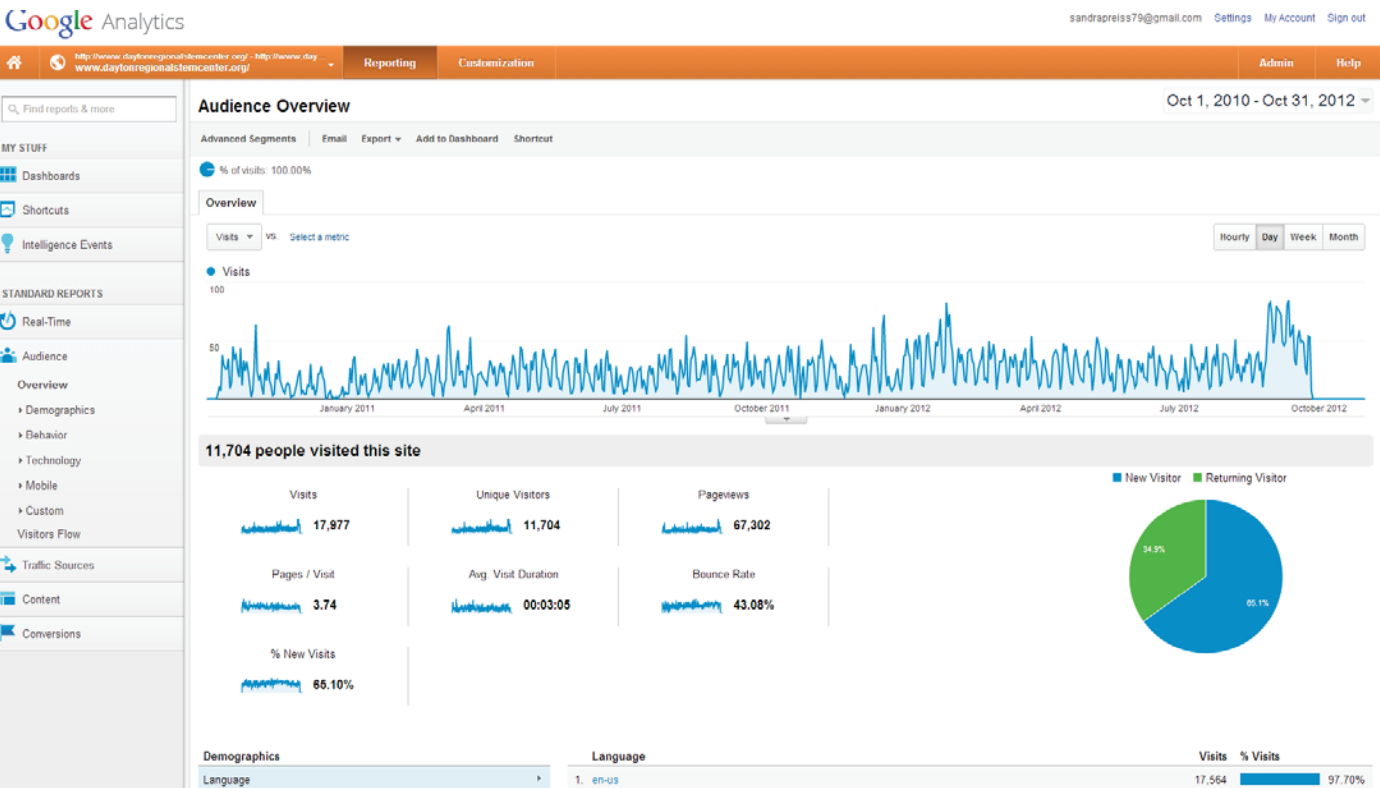 Google Analytics
sandrapreiss79@gmail.com Settings My Account Sign out
http://www.daytonregionalstemcenter.org/ - http://www.day...
www.daytonregionalstemcenter.org/
Reporting Customization Admin Help
Find reports & more
MY STUFF
Dashboards
Shortcuts
Intelligence Events
STANDARD REPORTS
Real-Time
Audience
Overview
Demographics
Behavior
Technology
Mobile
Custom
Visitors Flow
Traffic Sources
Content
Conversions
Audience Overview
Oct 1, 2010 - Oct 31, 2012
Advanced Segments Email Export Add to Dashboard Shortcut
% of visits: 100.00%
Overview
Visits VS. Select a metric
Hourly Day Week Month
Visits
100
50
January 2011 April 2011 July 2011 October 2011 January 2012 April 2012 July 2012 October 2012
11,704 people visited this site
Visits Unique Visitors Pageviews
17,977 11,704 67,302
Pages / Visit Avg. Visit Duration Bounce Rate
3.74 00:03:05 43.08%
% New Visits
65.10%
New Visitor Returning Visitor
34.9%
65.1%
Demographics Language Visits % Visits
Language 1. en-us 17,564 97.70%